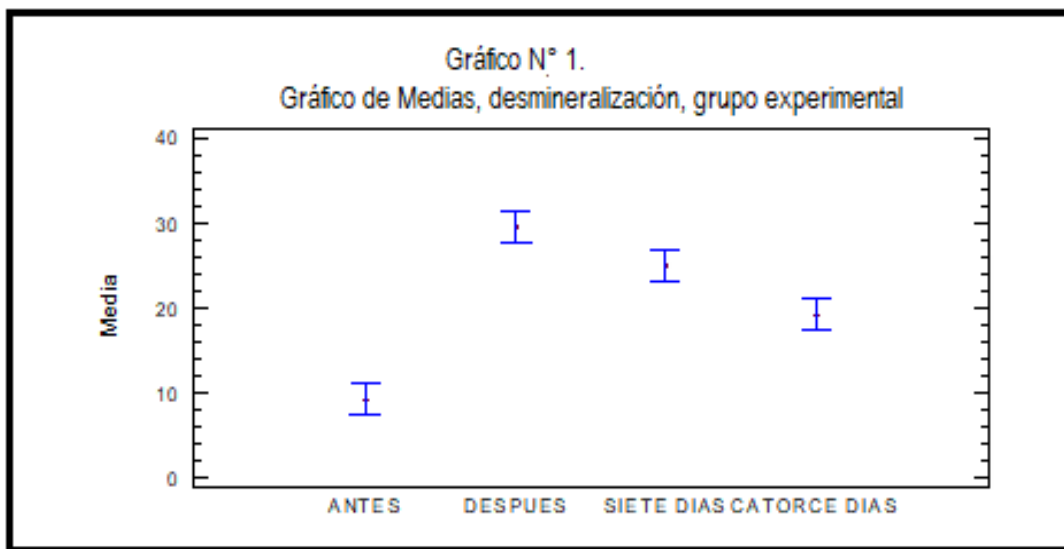 Gráfico N° 1.
Gráfico de Medias, desmineralización, grupo experimental
40
30
20
10
0
Media
ANTES DESPUES SIETE DIAS CATORCE DIAS